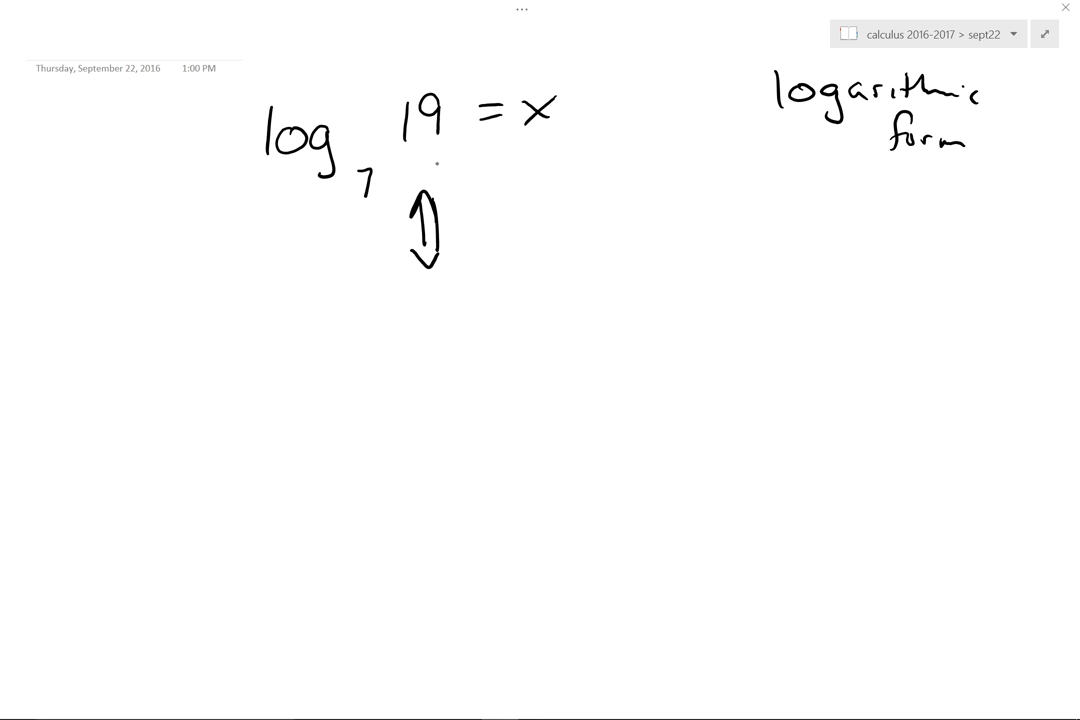 ...
calculus 2016-2017 > sept22
Thursday, September 22, 2016 1:00 PM
log₇ 19 = x
logarithmic
form